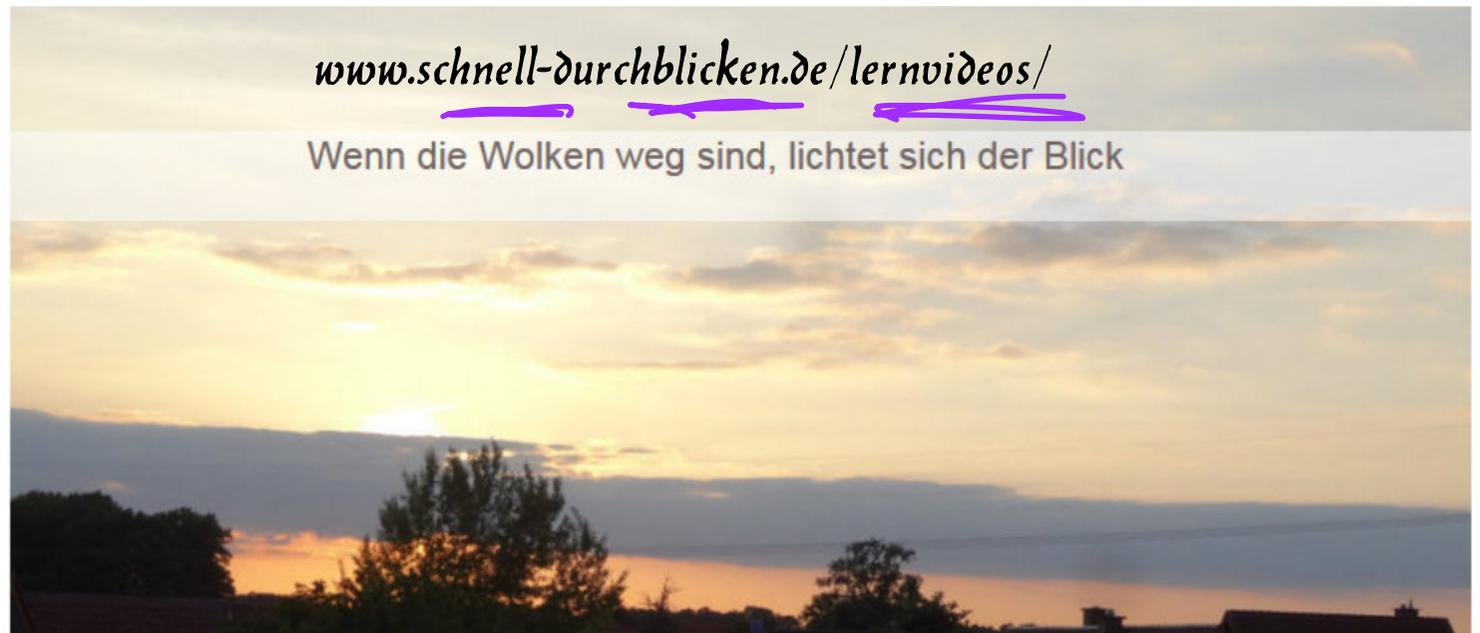 www.schnell-durchblicken.de/lernvideos/
Wenn die Wolken weg sind, lichtet sich der Blick